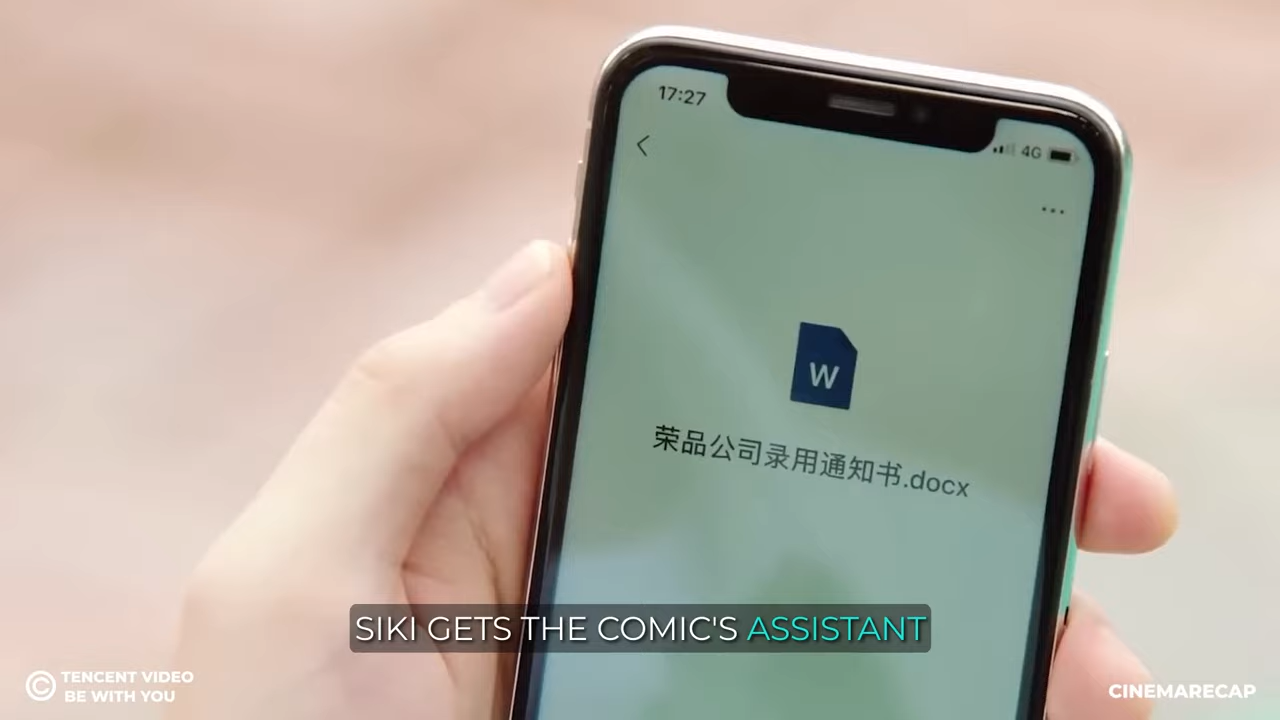 17:27
4G
W
荣品公司录用通知书.docx
SIKI GETS THE COMIC'S ASSISTANT
© TENCENT VIDEO
BE WITH YOU
CINEMARECAP